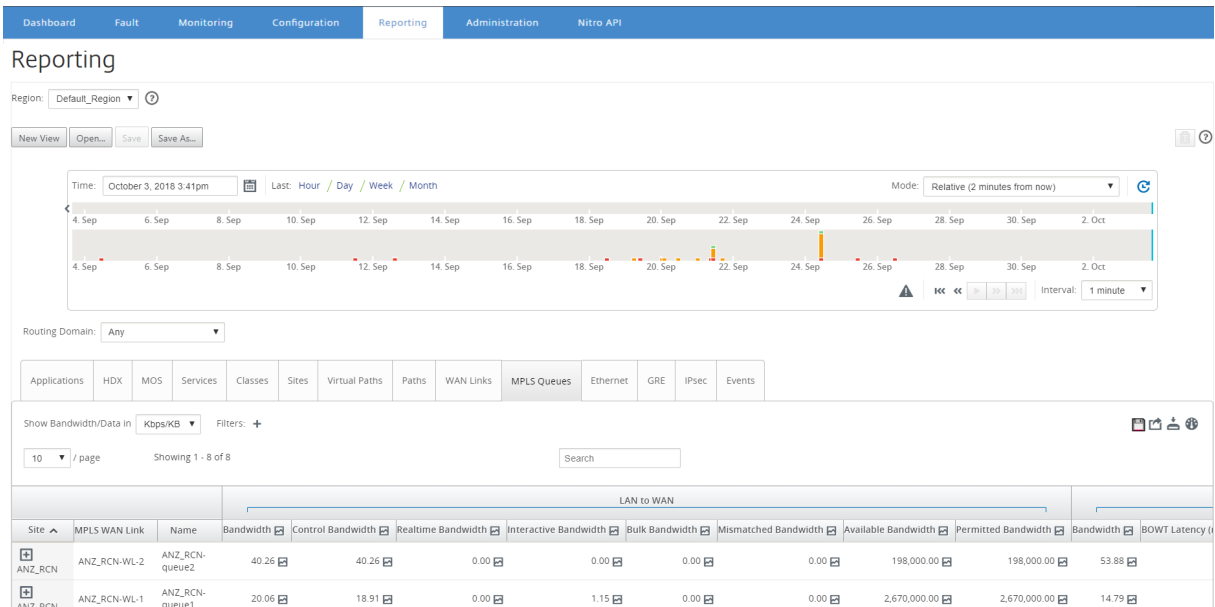 Dashboard Fault Monitoring Configuration Reporting Administration Nitro API
Reporting
Region: Default_Region
New View Open... Save Save As...
Time: October 3, 2018 3:41pm Last: Hour / Day / Week / Month Mode: Relative (2 minutes from now)
4. Sep 6. Sep 8. Sep 10. Sep 12. Sep 14. Sep 16. Sep 18. Sep 20. Sep 22. Sep 24. Sep 26. Sep 28. Sep 30. Sep 2. Oct
4. Sep 6. Sep 8. Sep 10. Sep 12. Sep 14. Sep 16. Sep 18. Sep 20. Sep 22. Sep 24. Sep 26. Sep 28. Sep 30. Sep 2. Oct
Interval: 1 minute
Routing Domain: Any
Applications HDX MOS Services Classes Sites Virtual Paths Paths WAN Links MPLS Queues Ethernet GRE IPsec Events
Show Bandwidth/Data in Kbps/KB Filters: +
10 / page Showing 1 - 8 of 8 Search
LAN to WAN
Site MPLS WAN Link Name Bandwidth Control Bandwidth Realtime Bandwidth Interactive Bandwidth Bulk Bandwidth Mismatched Bandwidth Available Bandwidth Permitted Bandwidth Bandwidth BOWT Latency
ANZ_RCN ANZ_RCN-WL-2 ANZ_RCN-queue2 40.26 40.26 0.00 0.00 0.00 0.00 198,000.00 198,000.00 53.88
ANZ_RCN ANZ_RCN-WL-1 ANZ_RCN-queue1 20.06 18.91 0.00 1.15 0.00 0.00 2,670,000.00 2,670,000.00 14.79